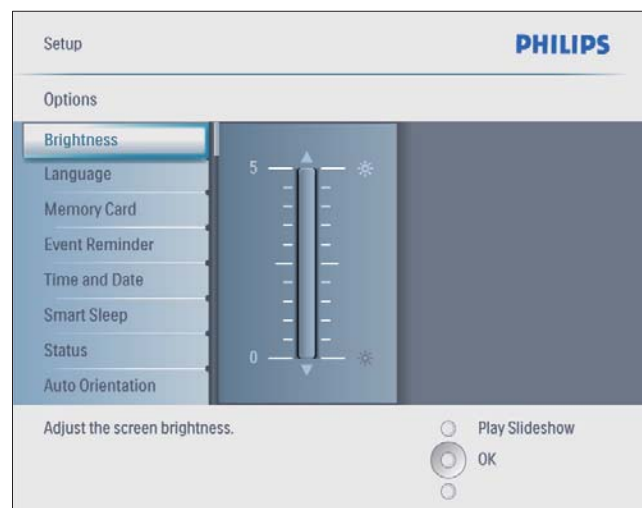 Setup
PHILIPS
Options
Brightness
Language
Memory Card
Event Reminder
Time and Date
Smart Sleep
Status
Auto Orientation
5
0
Adjust the screen brightness.
Play Slideshow
OK